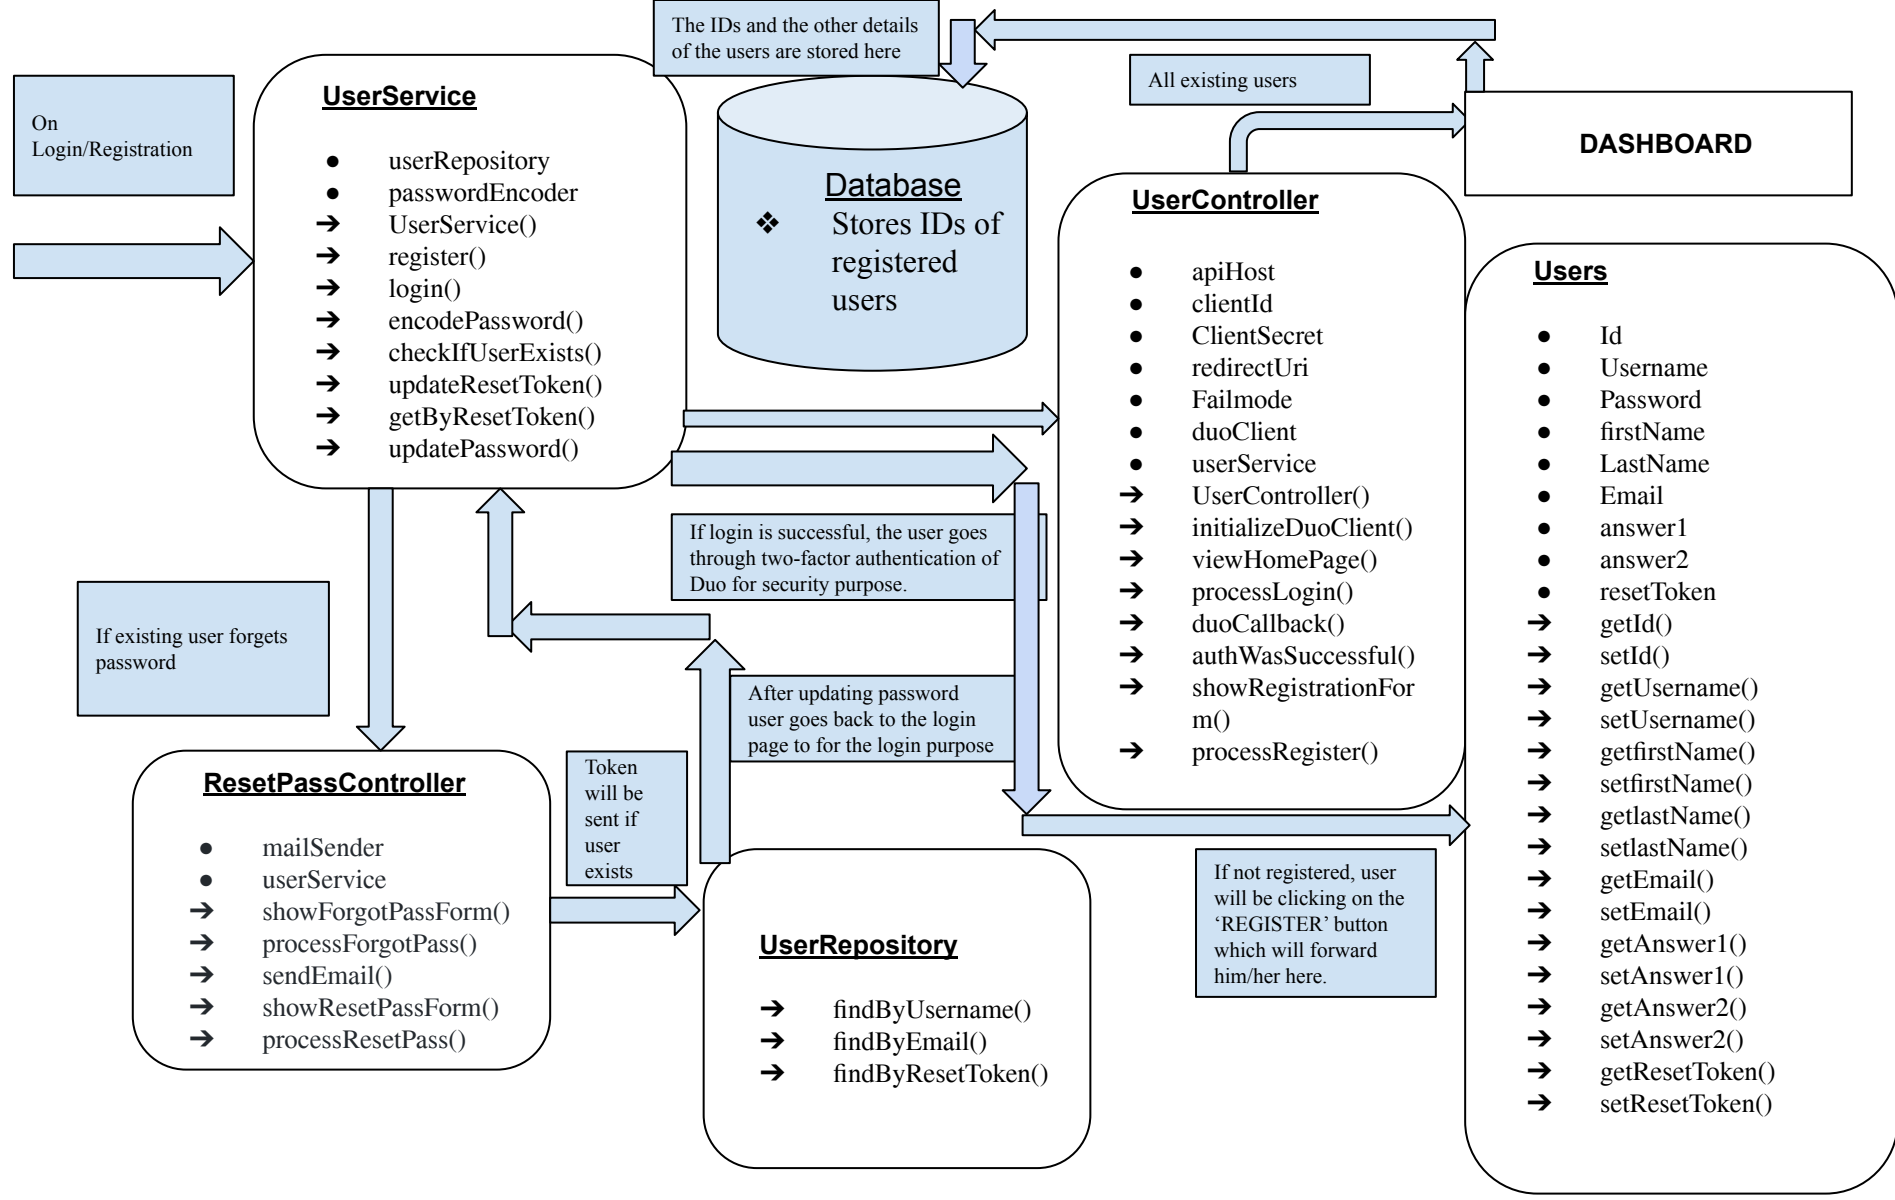 The IDs and the other details
of the users are stored here
All existing users
On
Login/Registration
UserService
● userRepository
● passwordEncoder
➔ UserService()
➔ register()
➔ login()
➔ encodePassword()
➔ checkIfUserExists()
➔ updateResetToken()
➔ getByResetToken()
➔ updatePassword()
Database
❖ Stores IDs of
registered
users
DASHBOARD
UserController
● apiHost
● clientId
● ClientSecret
● redirectUri
● Failmode
● duoClient
● userService
➔ UserController()
➔ initializeDuoClient()
➔ viewHomePage()
➔ processLogin()
➔ duoCallback()
➔ authWasSuccessful()
➔ showRegistrationFor
m()
➔ processRegister()
Users
● Id
● Username
● Password
● firstName
● LastName
● Email
● answer1
● answer2
● resetToken
➔ getId()
➔ setId()
➔ getUsername()
➔ setUsername()
➔ getfirstName()
➔ setfirstName()
➔ getlastName()
➔ setlastName()
➔ getEmail()
➔ setEmail()
➔ getAnswer1()
➔ setAnswer1()
➔ getAnswer2()
➔ setAnswer2()
➔ getResetToken()
➔ setResetToken()
If login is successful, the user goes
through two-factor authentication of
Duo for security purpose.
If existing user forgets
password
After updating password
user goes back to the login
page to for the login purpose
ResetPassController
● mailSender
● userService
➔ showForgotPassForm()
➔ processForgotPass()
➔ sendEmail()
➔ showResetPassForm()
➔ processResetPass()
Token
will be
sent if
user
exists
UserRepository
➔ findByUsername()
➔ findByEmail()
➔ findByResetToken()
If not registered, user
will be clicking on the
‘REGISTER’ button
which will forward
him/her here.